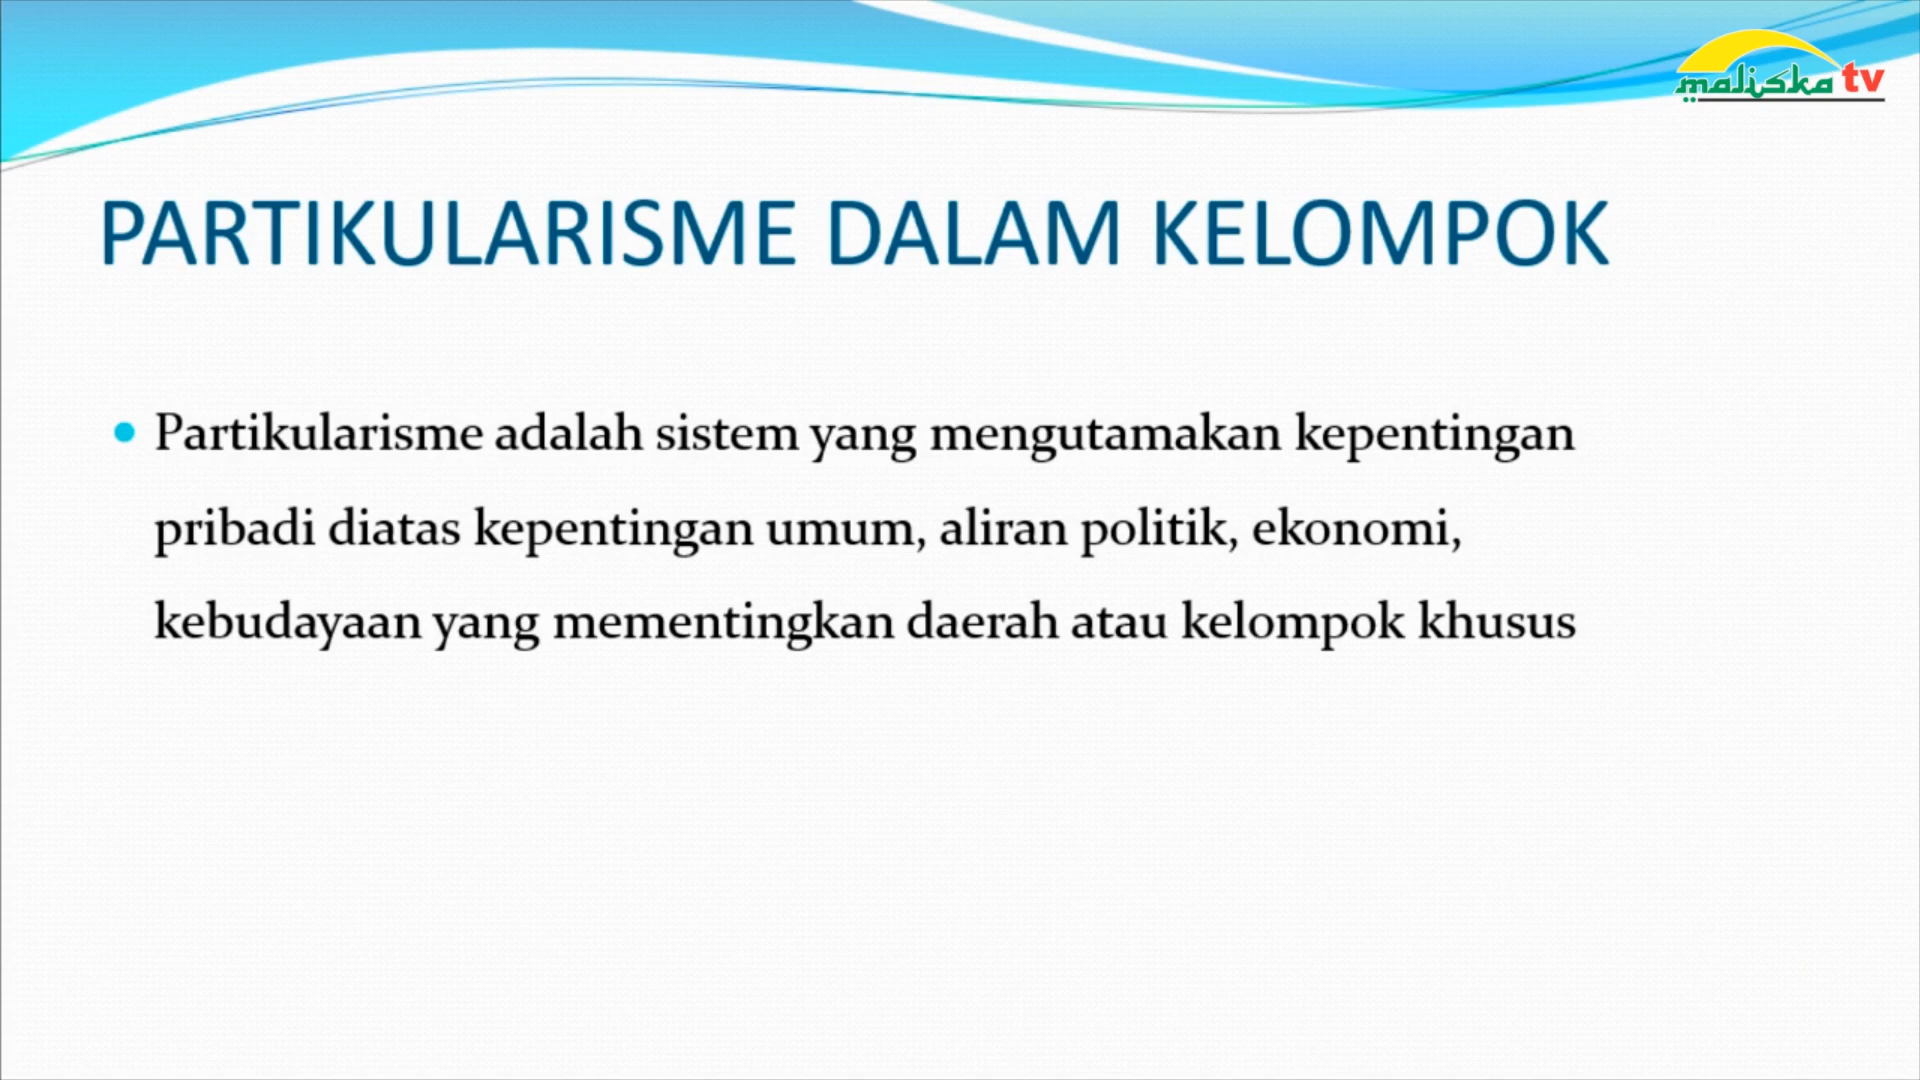 maliska tv
PARTIKULARISME DALAM KELOMPOK
Partikularisme adalah sistem yang mengutamakan kepentingan
pribadi diatas kepentingan umum, aliran politik, ekonomi,
kebudayaan yang mementingkan daerah atau kelompok khusus